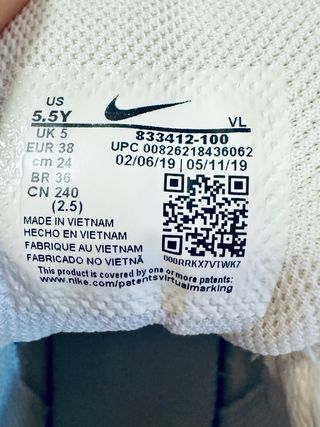 US
5.5Y
VL
UK 5
833412-100
EUR 38
UPC 00826218436062
cm 24
02/06/19 | 05/11/19
BR 36
CN 240
(2.5)
MADE IN VIETNAM
HECHO EN VIETNAM
FABRIQUE AU VIETNAM
FABRICADO NO VIETNÃ
000RRKX7VTWK7
This product is covered by one or more patents:
www.nike.com/patentsvirtualmarking